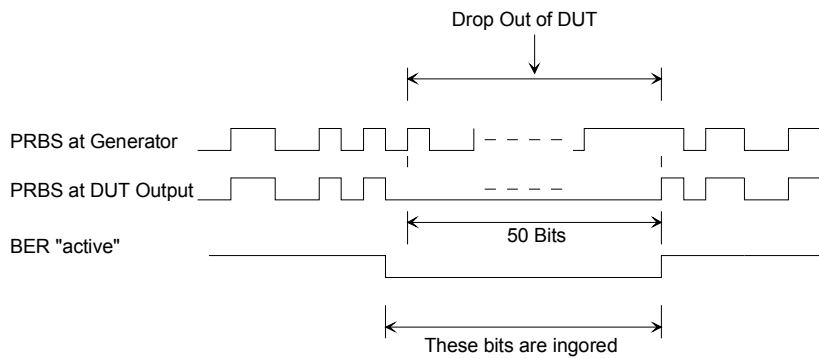 Drop Out of DUT
PRBS at Generator
PRBS at DUT Output
50 Bits
BER "active"
These bits are ingored